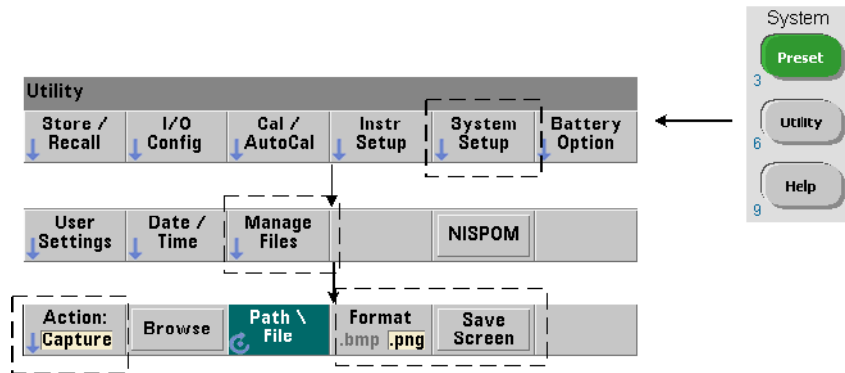 System
Preset
3
Utility
Store / I/O Cal / Instr System Battery
Recall Config AutoCal Setup Setup Option
Utility
6
User Date / Manage
Settings Time Files NISPOM
Help
9
Action: Browse Path \ Format Save
Capture File .bmp .png Screen